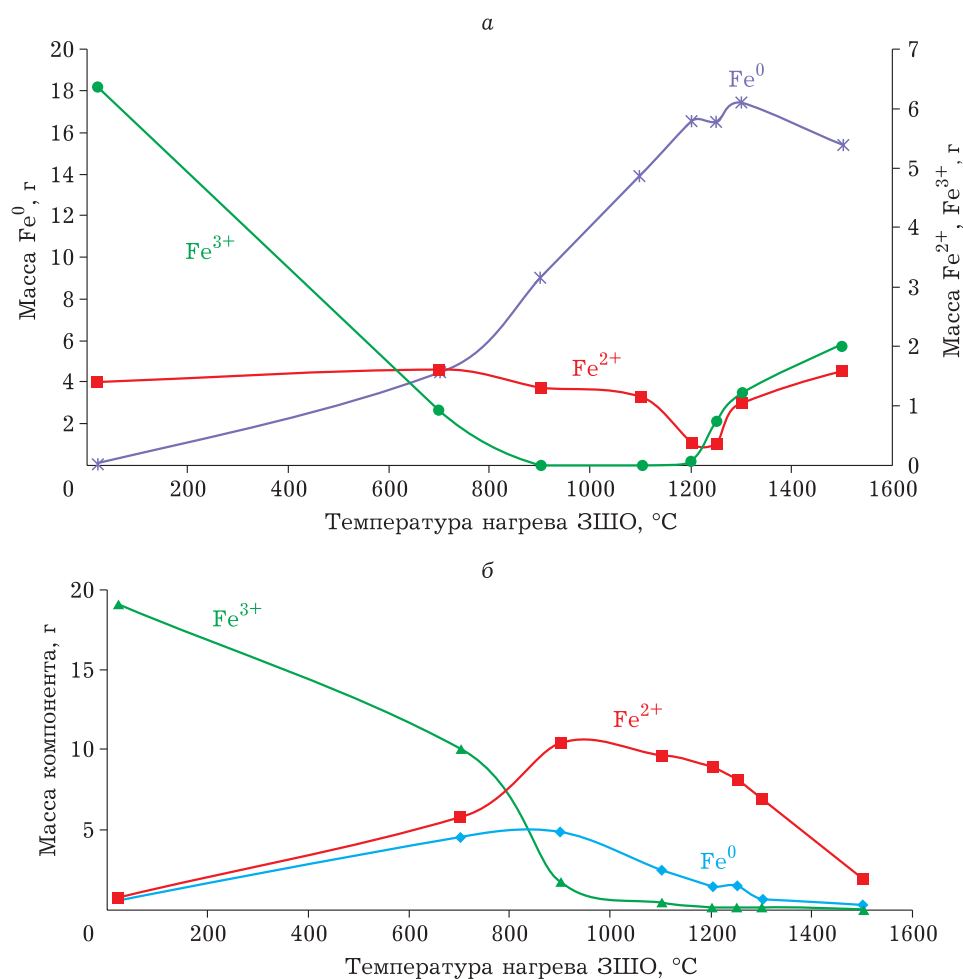 а
20
18
16
14
12
10
8
6
4
2
0
Масса Fe⁰, г
7
6
5
4
3
2
1
0
Масса Fe²⁺, Fe³⁺, г
Fe⁰
Fe³⁺
Fe²⁺
200 400 600 800 1000 1200 1400 1600
Температура нагрева ЗШО, °C
б
20
15
10
5
0
Масса компонента, г
Fe³⁺
Fe²⁺
Fe⁰
200 400 600 800 1000 1200 1400 1600
Температура нагрева ЗШО, °C